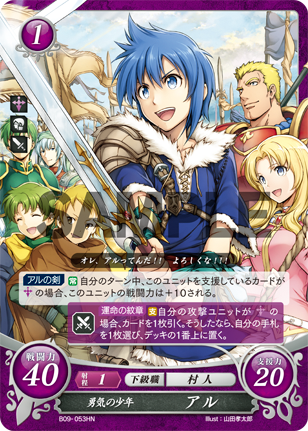 1
SAMPLE
オレ、アルってんだ!! よろしくな!!!
アルの剣 自分のターン中、このユニットを支援しているカードが
の場合、このユニットの戦闘力は+10される。
運命の紋章 支 自分の攻撃ユニットが の
場合、カードを1枚引く。そうしたなら、自分の手札
を1枚選び、デッキの1番上に置く。
戦闘力
40
射程 1
下級職
村人
支援力
20
勇気の少年
アル
B09-053HN
Illust:山田孝太郎